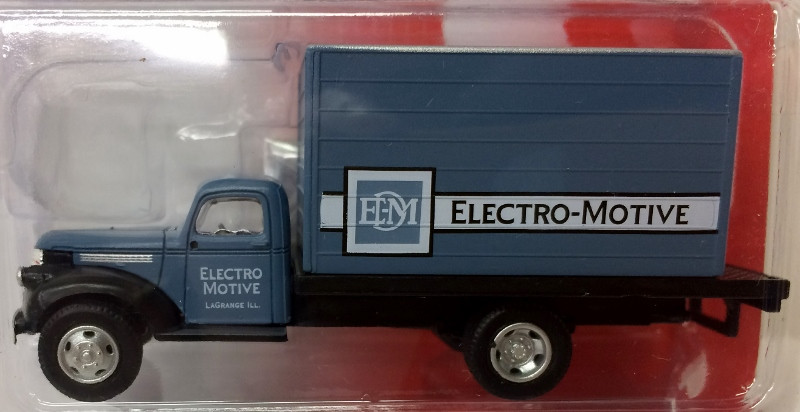 EMD
ELECTRO-MOTIVE
ELECTRO
MOTIVE
LAGRANGE ILL.